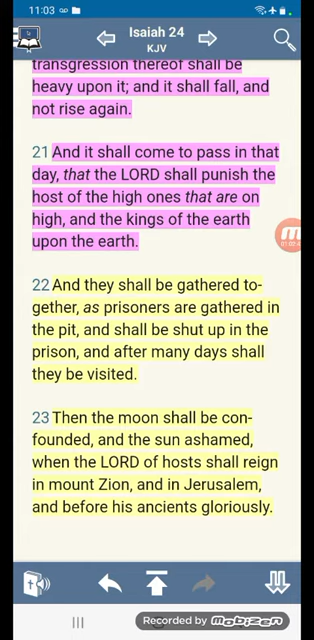 11:03
Isaiah 24
KJV
transgression thereof shall be
heavy upon it; and it shall fall, and
not rise again.
21 And it shall come to pass in that
day, that the LORD shall punish the
host of the high ones that are on
high, and the kings of the earth
upon the earth.
22 And they shall be gathered to-
gether, as prisoners are gathered in
the pit, and shall be shut up in the
prison, and after many days shall
they be visited.
23 Then the moon shall be con-
founded, and the sun ashamed,
when the LORD of hosts shall reign
in mount Zion, and in Jerusalem,
and before his ancients gloriously.
Recorded by mobizen